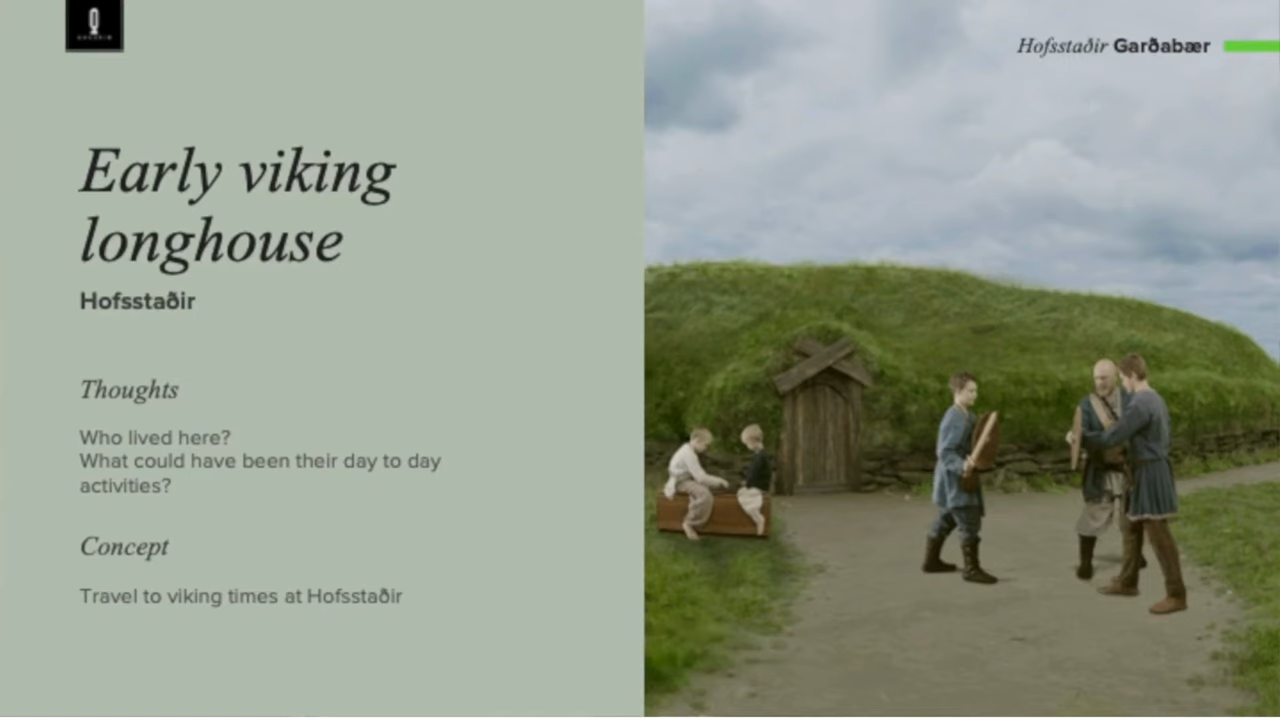 Hofsstaðir Garðabær
Early viking
longhouse
Hofsstaðir
Thoughts
Who lived here?
What could have been their day to day
activities?
Concept
Travel to viking times at Hofsstaðir